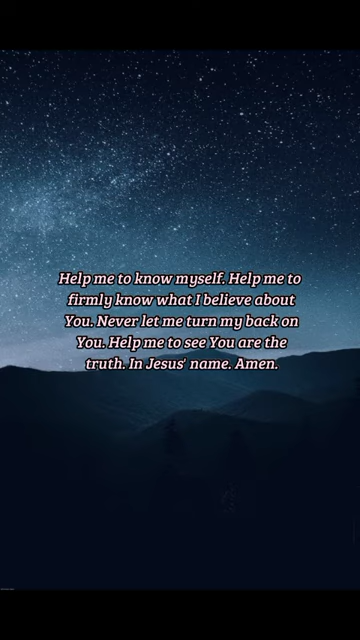 Help me to know myself. Help me to
firmly know what I believe about
You. Never let me turn my back on
You. Help me to see You are the
truth. In Jesus' name. Amen.